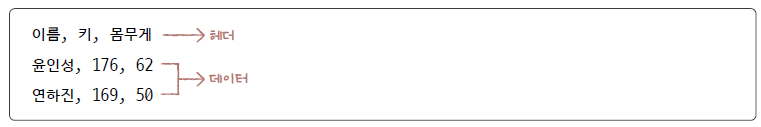 이름, 키, 몸무게 헤더
윤인성, 176, 62
데이터
연하진, 169, 50